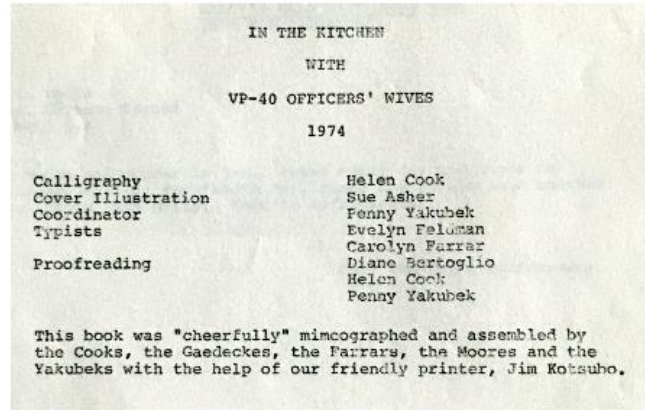 IN THE KITCHEN
WITH
VP-40 OFFICERS' WIVES
1974
Calligraphy Helen Cook
Cover Illustration Sue Asher
Coordinator Penny Yakubek
Typists Evelyn Feldman
Carolyn Farrar
Proofreading Diane Bertoglio
Helen Cook
Penny Yakubek
This book was "cheerfully" mimeographed and assembled by
the Cooks, the Gaedeckes, the Farrars, the Moores and the
Yakubeks with the help of our friendly printer, Jim Kotsubo.